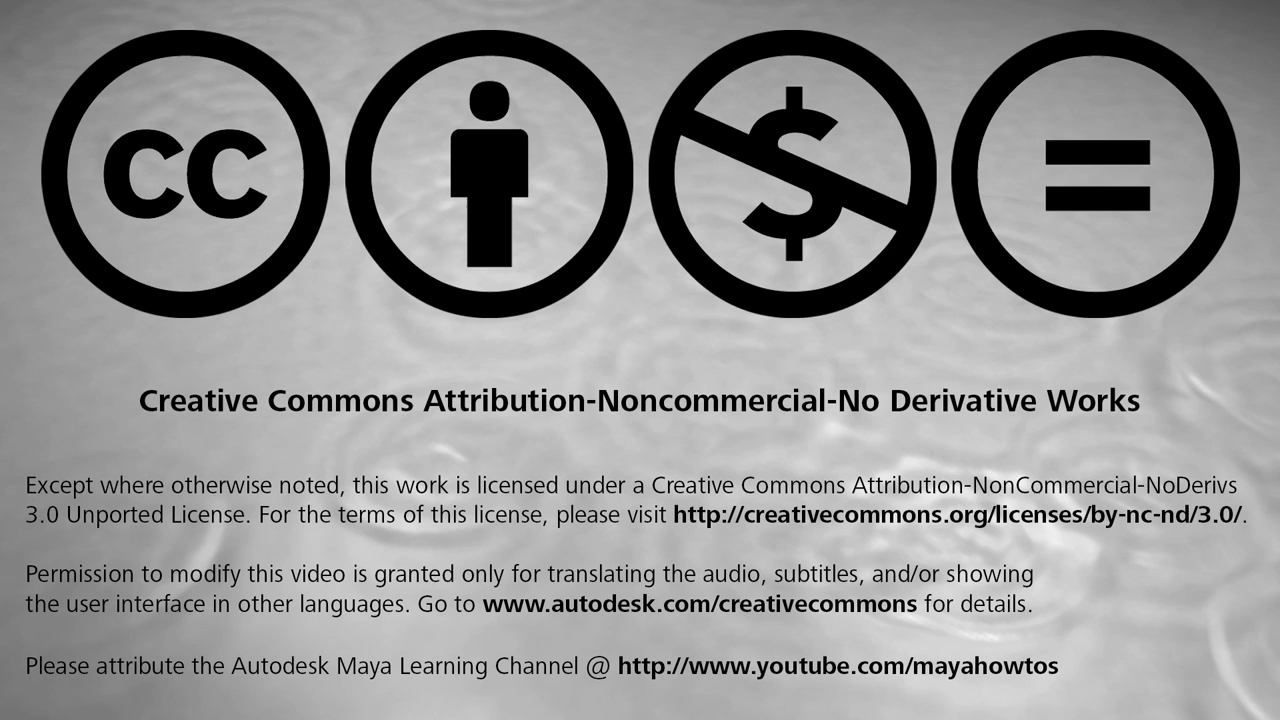 cc
$
=
Creative Commons Attribution-Noncommercial-No Derivative Works
Except where otherwise noted, this work is licensed under a Creative Commons Attribution-NonCommercial-NoDerivs
3.0 Unported License. For the terms of this license, please visit http://creativecommons.org/licenses/by-nc-nd/3.0/.
Permission to modify this video is granted only for translating the audio, subtitles, and/or showing
the user interface in other languages. Go to www.autodesk.com/creativecommons for details.
Please attribute the Autodesk Maya Learning Channel @ http://www.youtube.com/mayahowtos